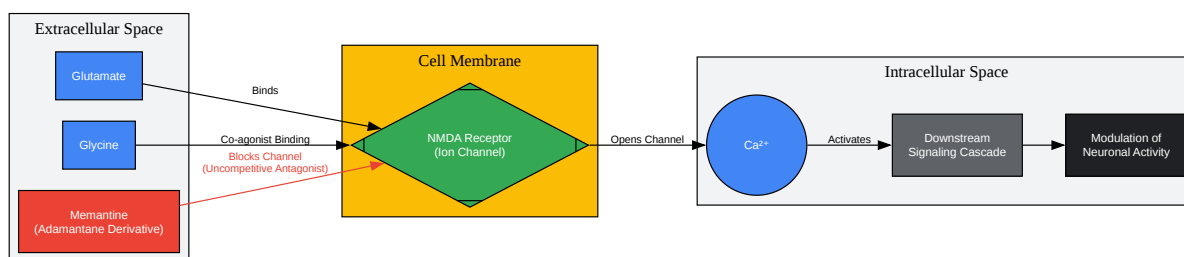 Extracellular Space
Glutamate
Glycine
Memantine
(Adamantane Derivative)
Binds
Co-agonist Binding
Blocks Channel
(Uncompetitive Antagonist)
Cell Membrane
NMDA Receptor
(Ion Channel)
Opens Channel
Intracellular Space
Ca²⁺
Activates
Downstream
Signaling Cascade
Modulation of
Neuronal Activity